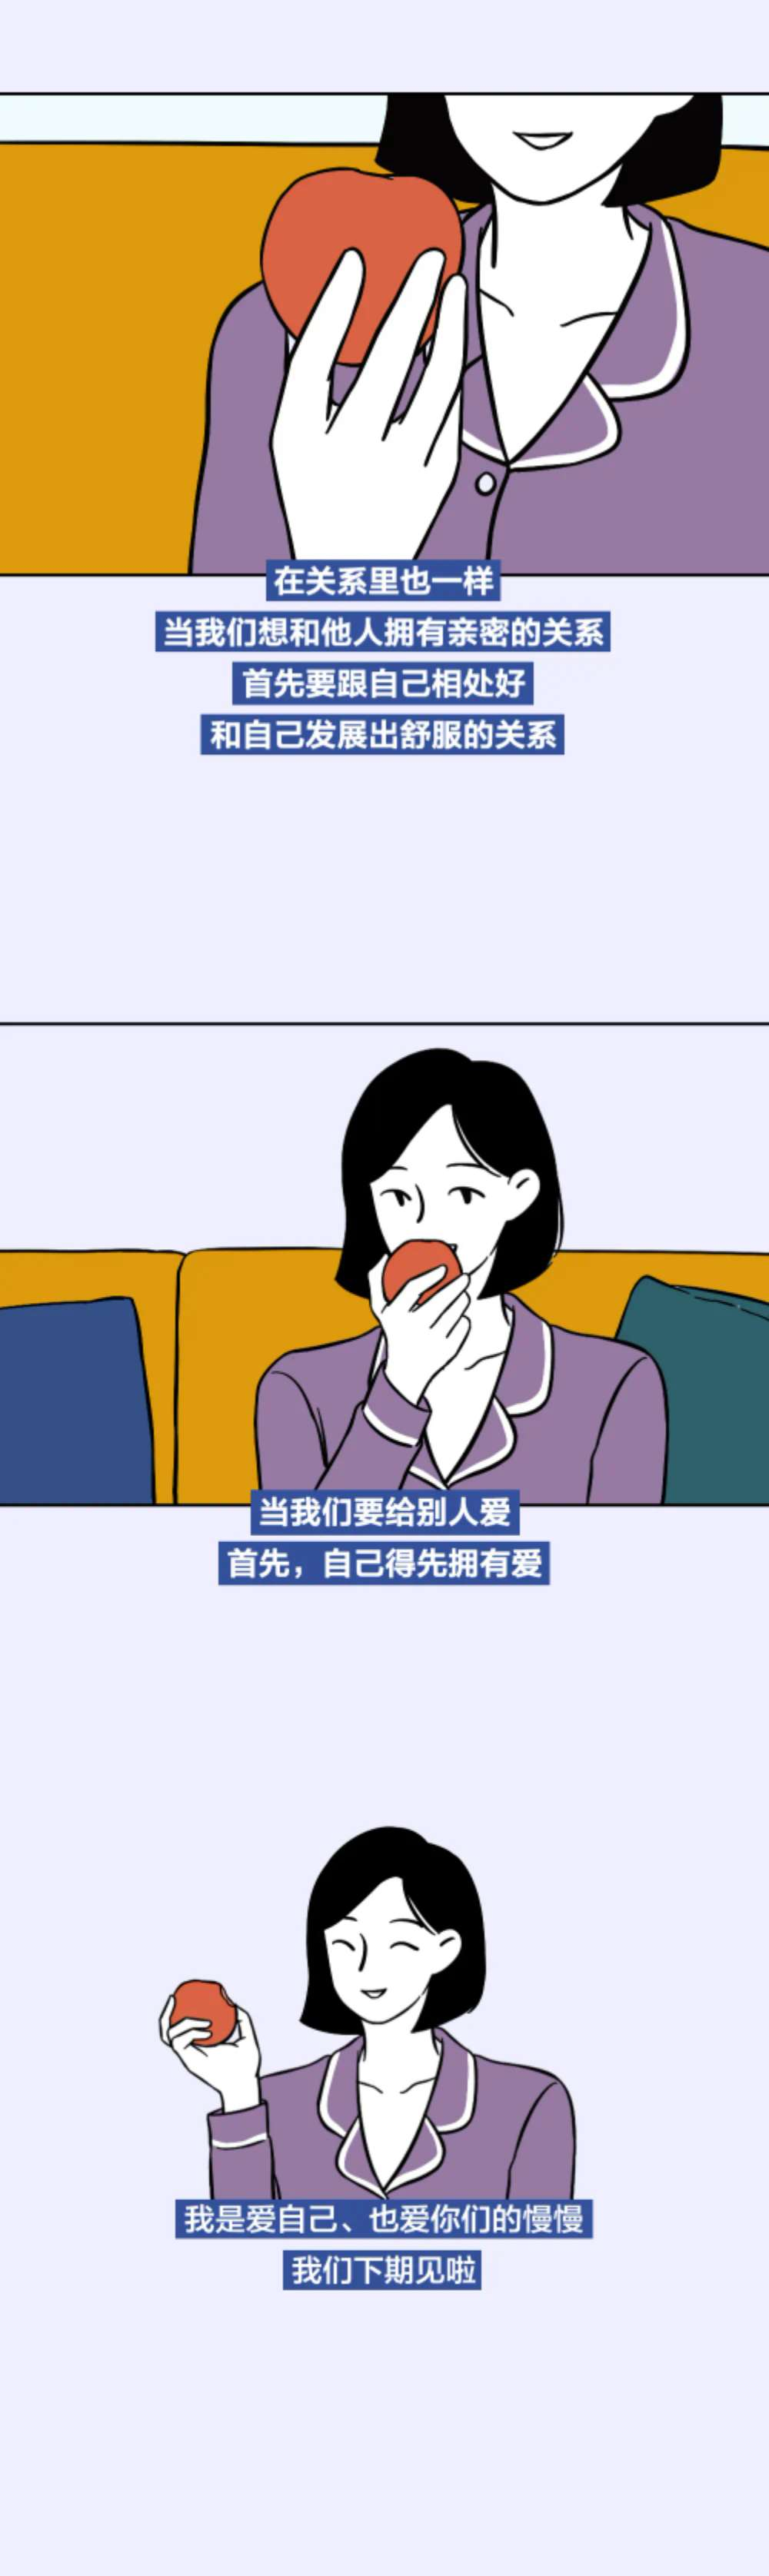 在关系里也一样
当我们想和他人拥有亲密的关系
首先要跟自己相处好
和自己发展出舒服的关系
当我们要给别人爱
首先，自己得先拥有爱
我是爱自己、也爱你们的慢慢
我们下期见啦